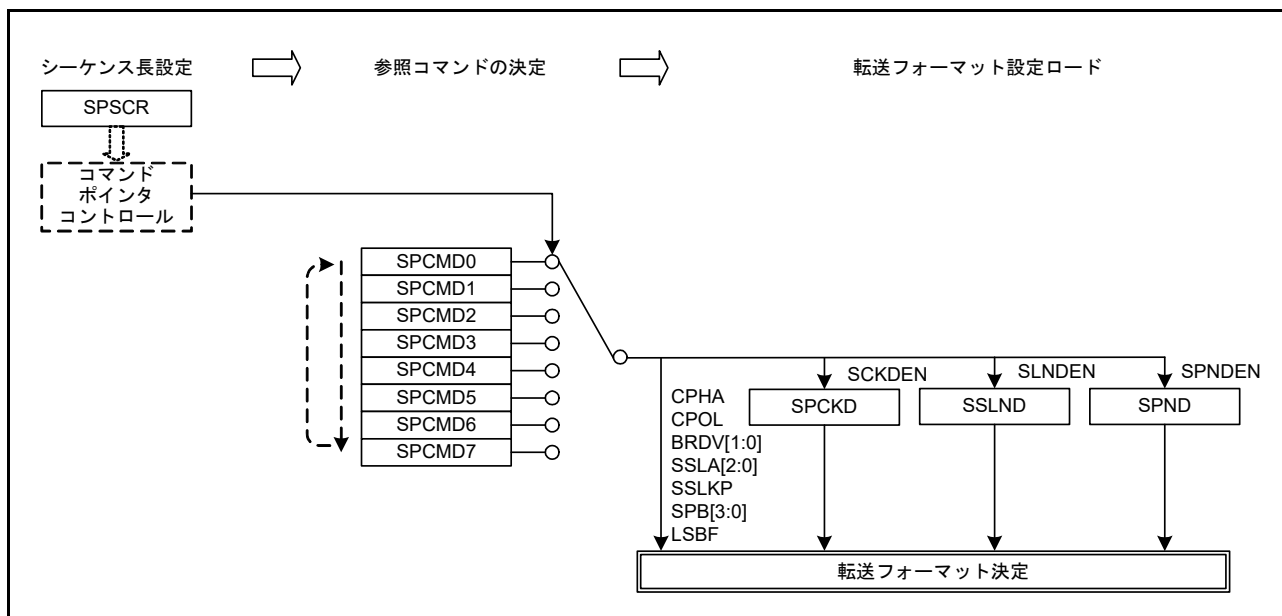 シーケンス長設定
参照コマンドの決定
転送フォーマット設定ロード
SPSCR
コマンド
ポインタ
コントロール
SPCMD0
SPCMD1
SPCMD2
SPCMD3
SPCMD4
SPCMD5
SPCMD6
SPCMD7
CPHA
CPOL
BRDV[1:0]
SSLA[2:0]
SSLKP
SPB[3:0]
LSBF
SCKDEN
SPCKD
SLNDEN
SSLND
SPNDEN
SPND
転送フォーマット決定